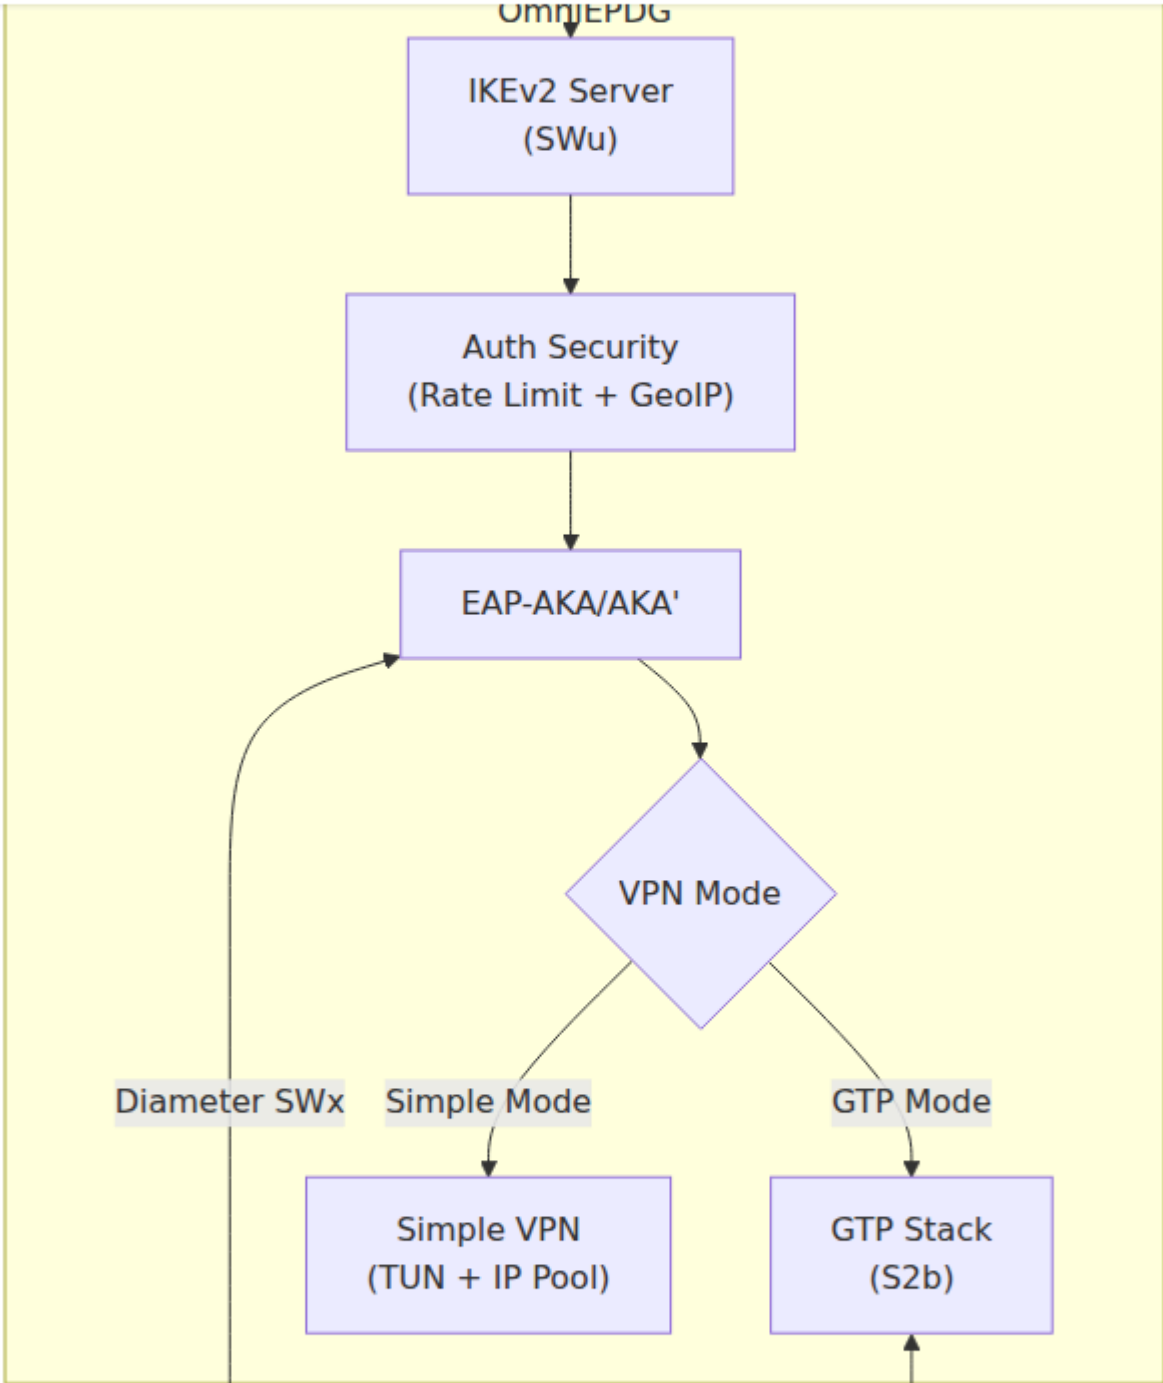 OmniEPDG
IKEv2 Server
(SWu)
Auth Security
(Rate Limit + GeoIP)
EAP-AKA/AKA'
VPN Mode
Diameter SWx
Simple Mode
GTP Mode
Simple VPN
(TUN + IP Pool)
GTP Stack
(S2b)